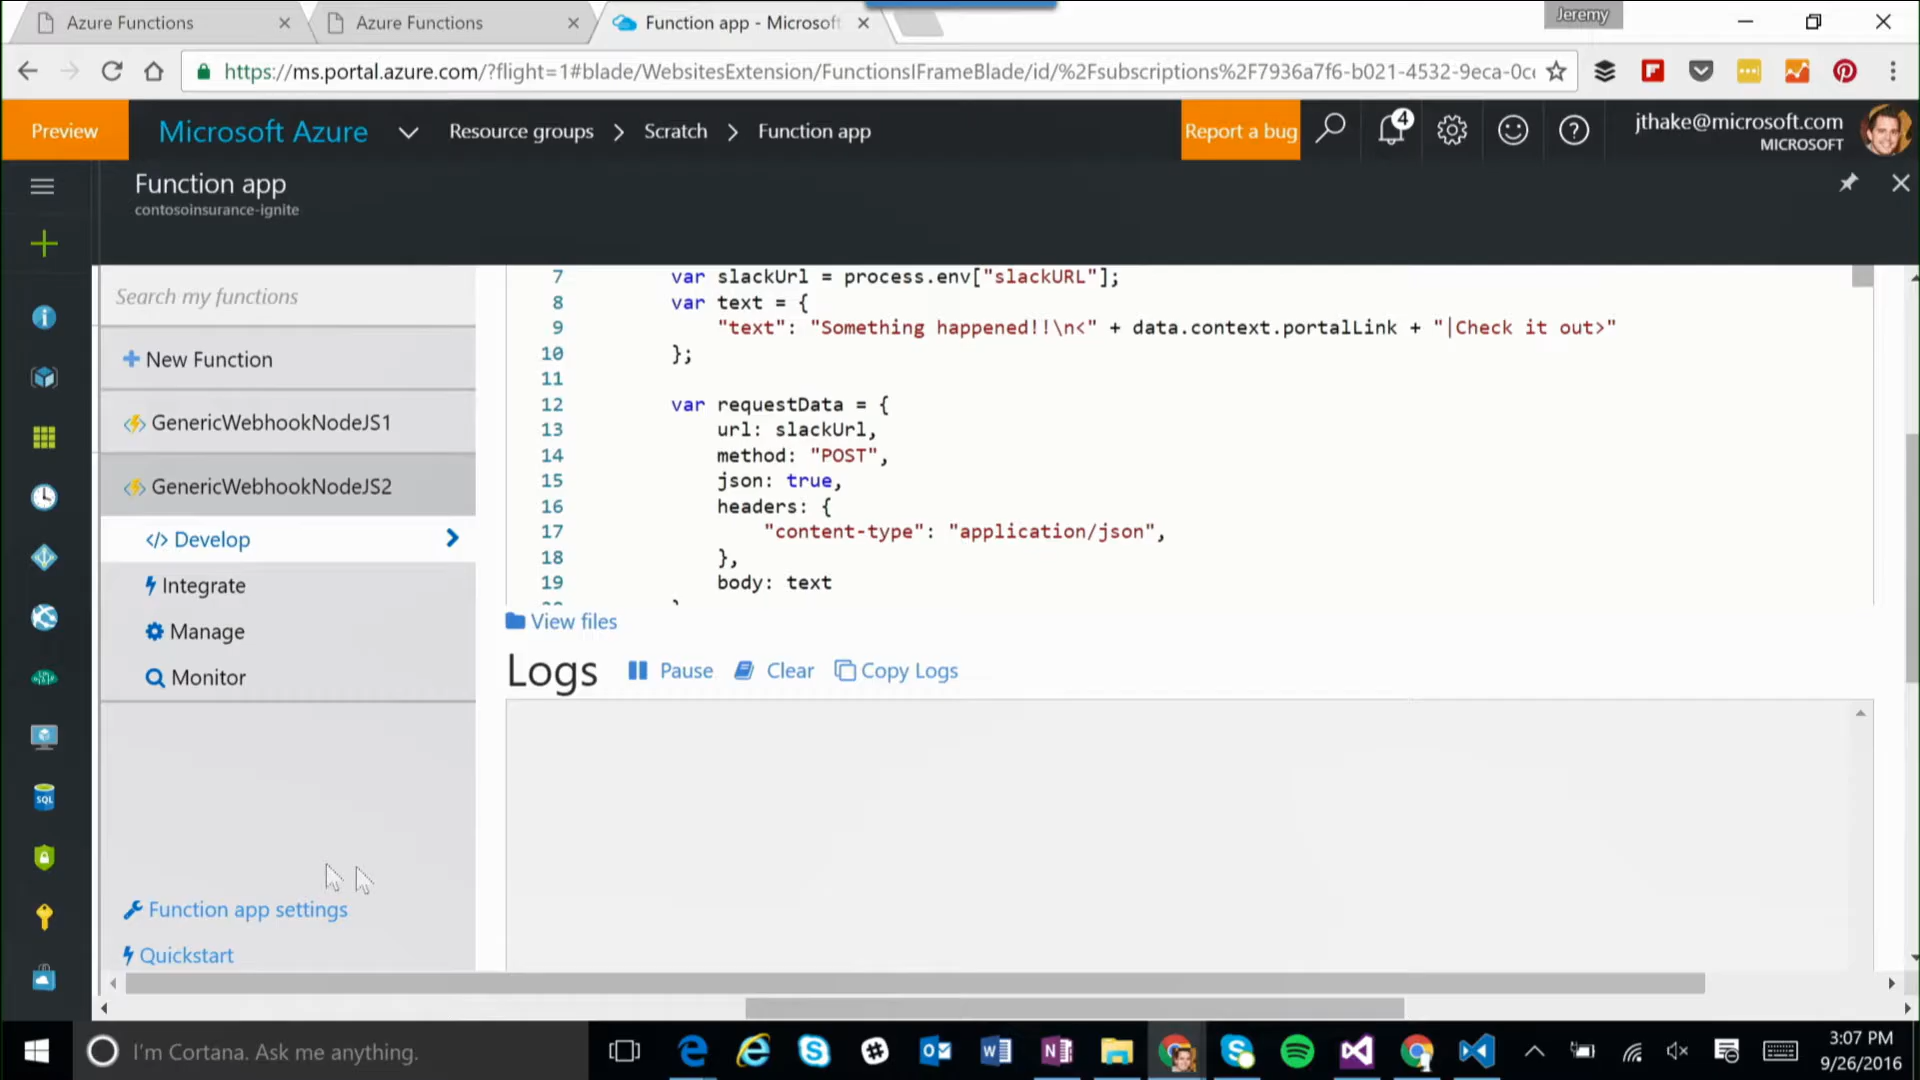 Azure Functions
Azure Functions
Function app - Microsoft
Jeremy
https://ms.portal.azure.com/?flight=1#blade/WebsitesExtension/FunctionsIFrameBlade/id/%2Fsubscriptions%2F7936a7f6-b021-4532-9eca-0c
Preview
Microsoft Azure
Resource groups
Scratch
Function app
Report a bug
4
jthake@microsoft.com
MICROSOFT
Function app
contosoinsurance-ignite
Search my functions
New Function
GenericWebhookNodeJS1
GenericWebhookNodeJS2
</> Develop
Integrate
Manage
Monitor
Function app settings
Quickstart
7 var slackUrl = process.env["slackURL"];
8 var text = {
9 "text": "Something happened!!\n<" + data.context.portalLink + "|Check it out>"
10 };
11
12 var requestData = {
13 url: slackUrl,
14 method: "POST",
15 json: true,
16 headers: {
17 "content-type": "application/json",
18 },
19 body: text
View files
Logs
Pause
Clear
Copy Logs
SQL
I'm Cortana. Ask me anything.
3:07 PM
9/26/2016